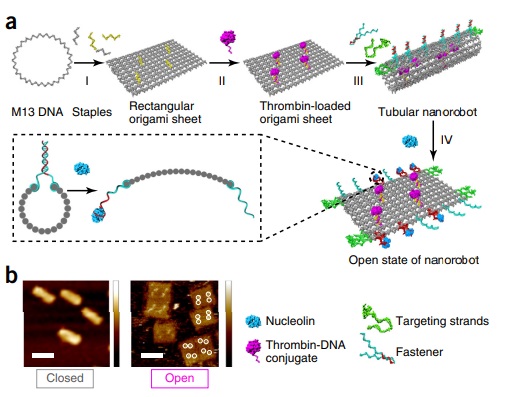 a
I
II
III
M13 DNA
Staples
Rectangular
origami sheet
Thrombin-loaded
origami sheet
Tubular nanorobot
IV
Open state of nanorobot
b
Closed
Open
Nucleolin
Thrombin-DNA
conjugate
Targeting strands
Fastener